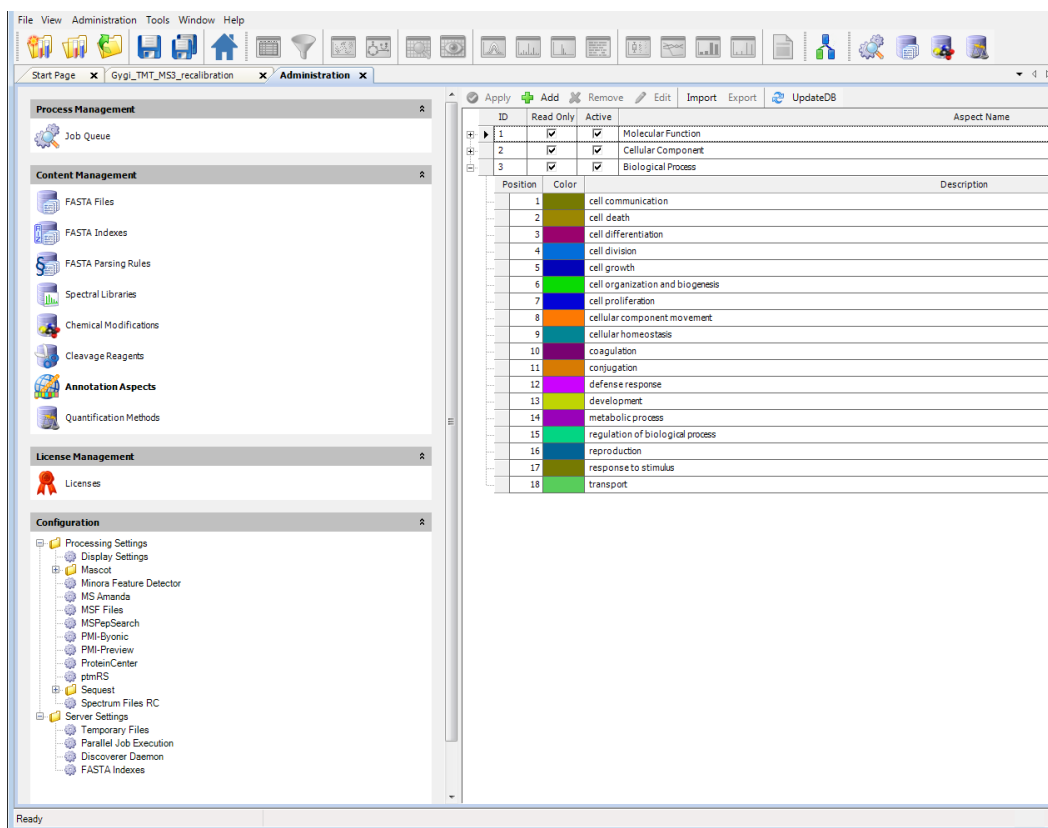 File View Administration Tools Window Help
Start Page x Gygi_TMT_MS3_recalibration x Administration x
Process Management
Job Queue
Content Management
FASTA Files
FASTA Indexes
FASTA Parsing Rules
Spectral Libraries
Chemical Modifications
Cleavage Reagents
Annotation Aspects
Quantification Methods
License Management
Licenses
Configuration
Processing Settings
Display Settings
Mascot
Minora Feature Detector
MS Amanda
MSF Files
MSPepSearch
PMI-Byonic
PMI-Preview
ProteinCenter
ptmRS
Sequest
Spectrum Files RC
Server Settings
Temporary Files
Parallel Job Execution
Discoverer Daemon
FASTA Indexes
Apply Add Remove Edit Import Export UpdateDB
ID Read Only Active Aspect Name
1 Molecular Function
2 Cellular Component
3 Biological Process
Position Color Description
1 cell communication
2 cell death
3 cell differentiation
4 cell division
5 cell growth
6 cell organization and biogenesis
7 cell proliferation
8 cellular component movement
9 cellular homeostasis
10 coagulation
11 conjugation
12 defense response
13 development
14 metabolic process
15 regulation of biological process
16 reproduction
17 response to stimulus
18 transport
Ready